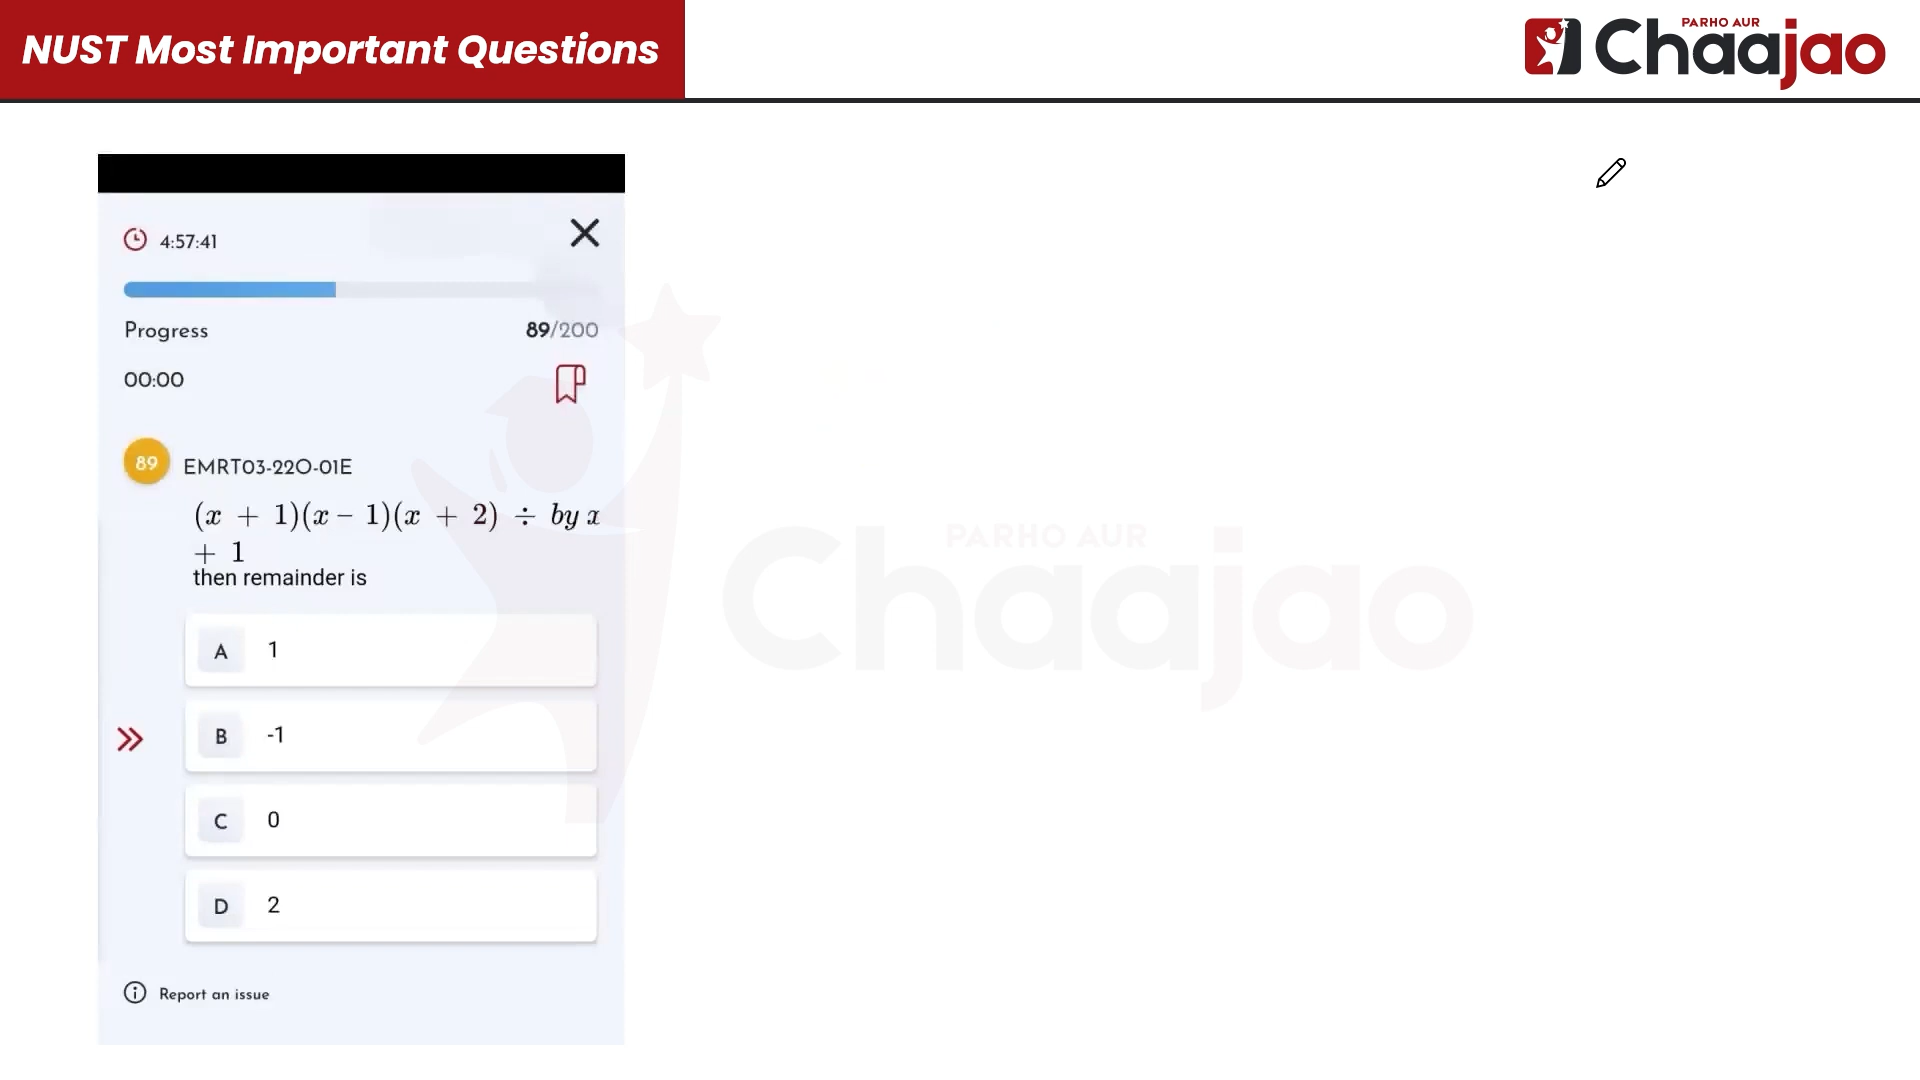 NUST Most Important Questions
PARHO AUR
Chaajao
4:57:41
Progress 89/200
00:00
89 EMRT03-22O-01E
(x + 1)(x − 1)(x + 2) ÷ by x
+ 1
then remainder is
A 1
B -1
C 0
D 2
Report an issue
PARHO AUR
Chaajao